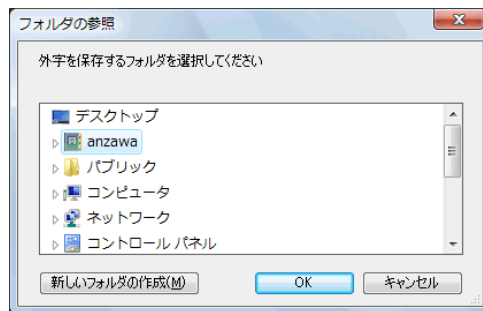 フォルダの参照
外字を保存するフォルダを選択してください
デスクトップ
anzawa
パブリック
コンピュータ
ネットワーク
コントロール パネル
新しいフォルダの作成(M) OK キャンセル